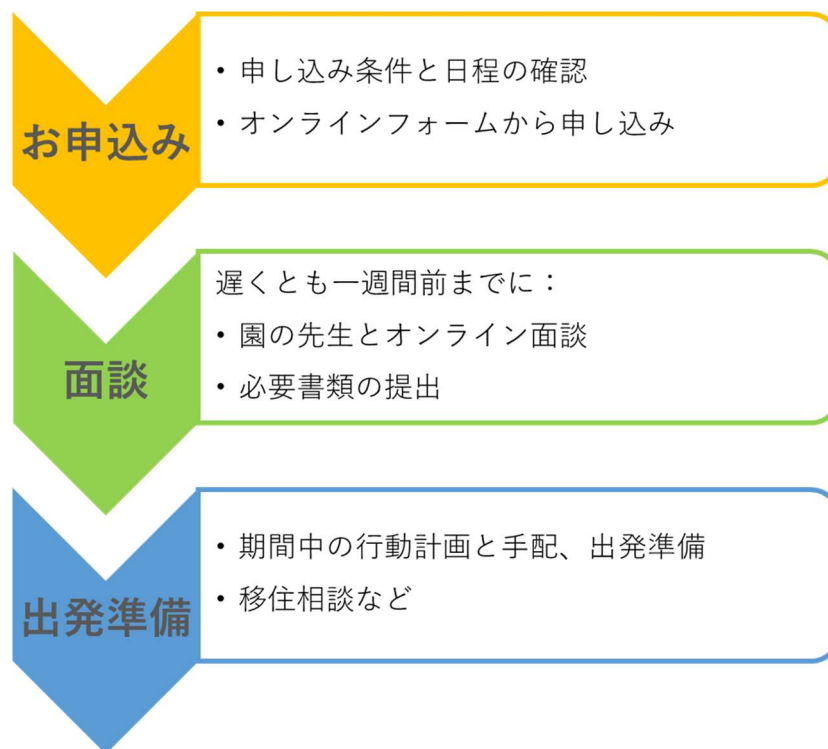 お申込み
• 申し込み条件と日程の確認
• オンラインフォームから申し込み
面談
遅くとも一週間前までに：
• 園の先生とオンライン面談
• 必要書類の提出
出発準備
• 期間中の行動計画と手配、出発準備
• 移住相談など